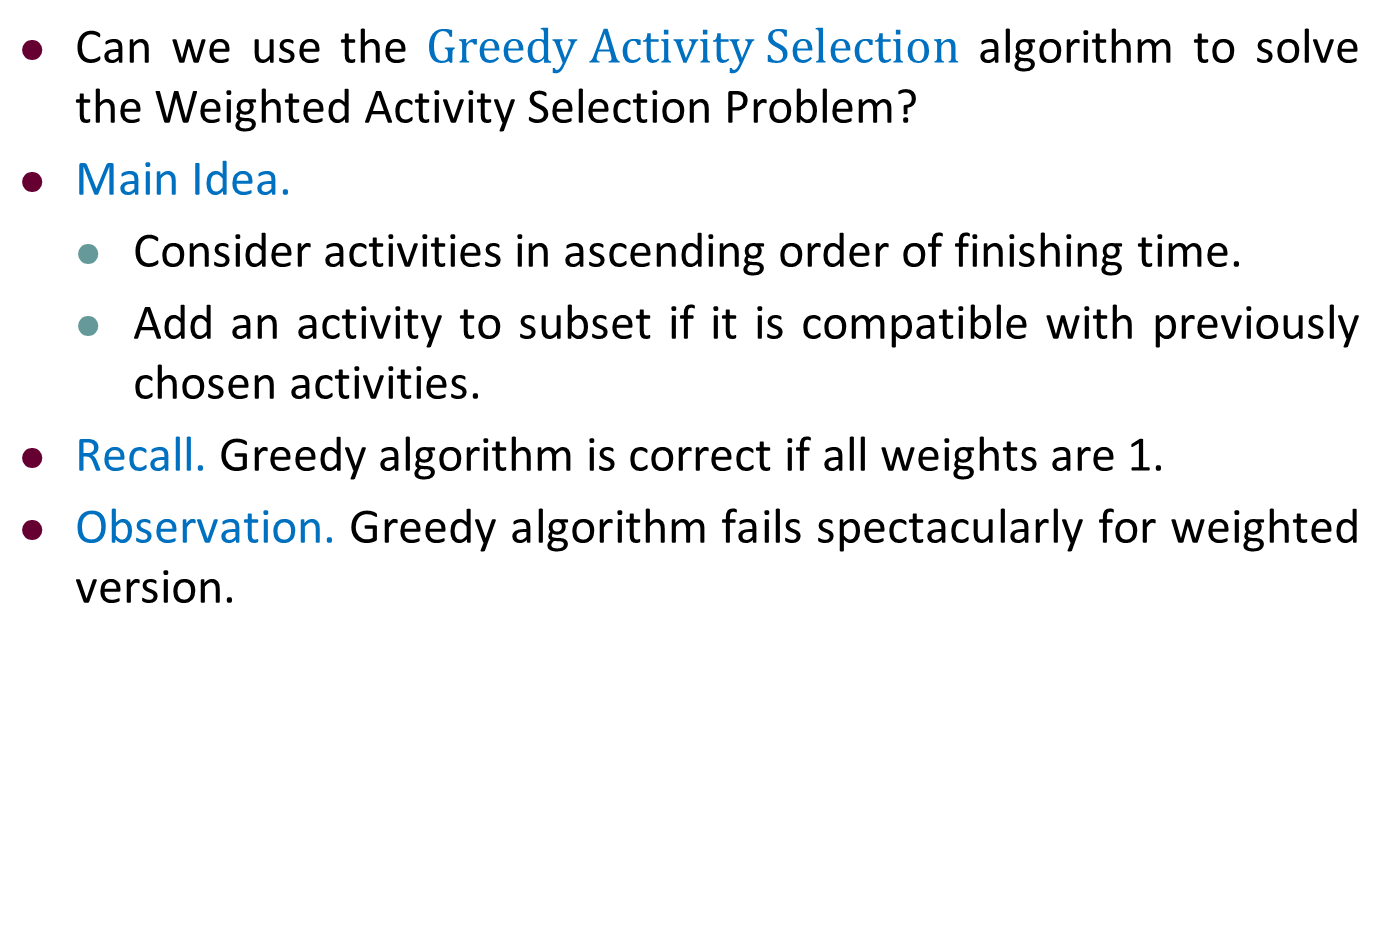 Can we use the Greedy Activity Selection algorithm to solve
the Weighted Activity Selection Problem?
Main Idea.
Consider activities in ascending order of finishing time.
Add an activity to subset if it is compatible with previously
chosen activities.
Recall. Greedy algorithm is correct if all weights are 1.
Observation. Greedy algorithm fails spectacularly for weighted
version.